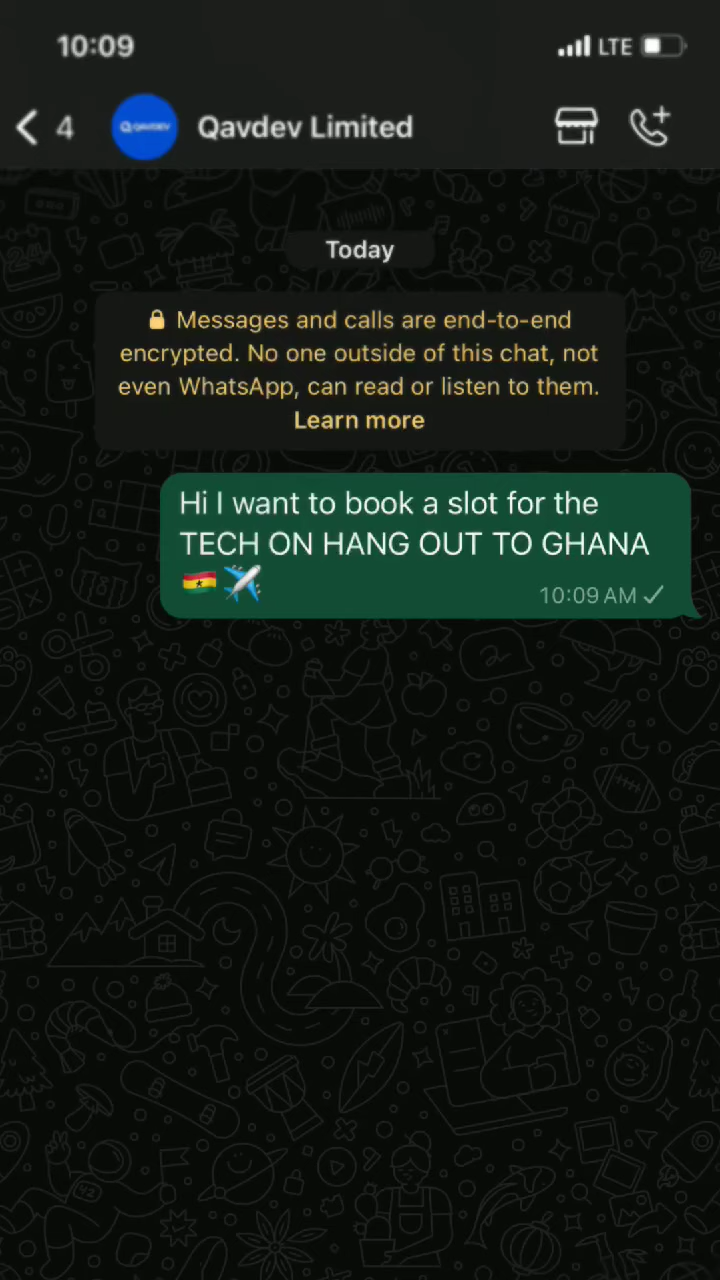 10:09
LTE
4
QAVDEV
Qavdev Limited
Today
Messages and calls are end-to-end
encrypted. No one outside of this chat, not
even WhatsApp, can read or listen to them.
Learn more
Hi I want to book a slot for the
TECH ON HANG OUT TO GHANA
🇬🇭✈️
10:09 AM